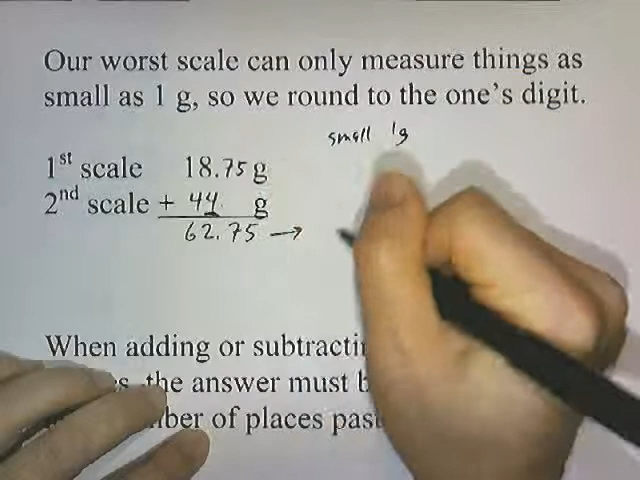 Our worst scale can only measure things as
small as 1 g, so we round to the one's digit.
small 1g
1st scale 18.75 g
2nd scale + 44. g
62.75 →
When adding or subtracti
the answer must b
ber of places past